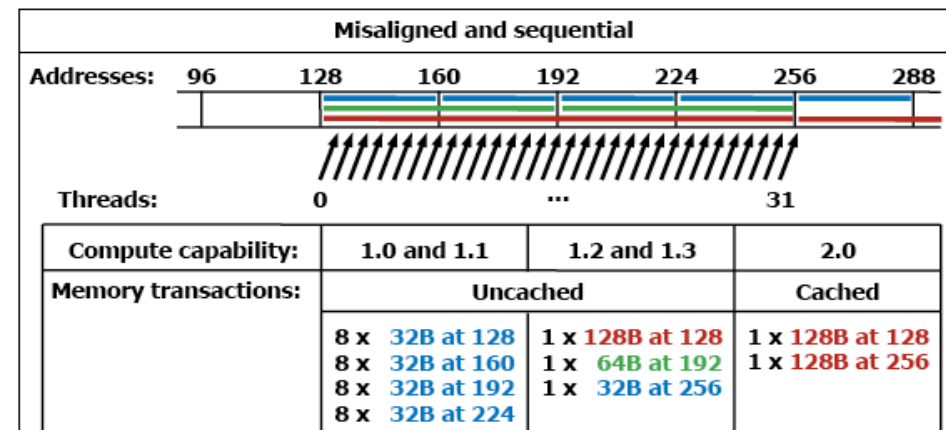 Misaligned and sequential
Addresses: 96 128 160 192 224 256 288
Threads: 0 ... 31
Compute capability: 1.0 and 1.1 1.2 and 1.3 2.0
Memory transactions: Uncached Cached
8 x 32B at 128 1 x 128B at 128 1 x 128B at 128
8 x 32B at 160 1 x 64B at 192 1 x 128B at 256
8 x 32B at 192 1 x 32B at 256
8 x 32B at 224